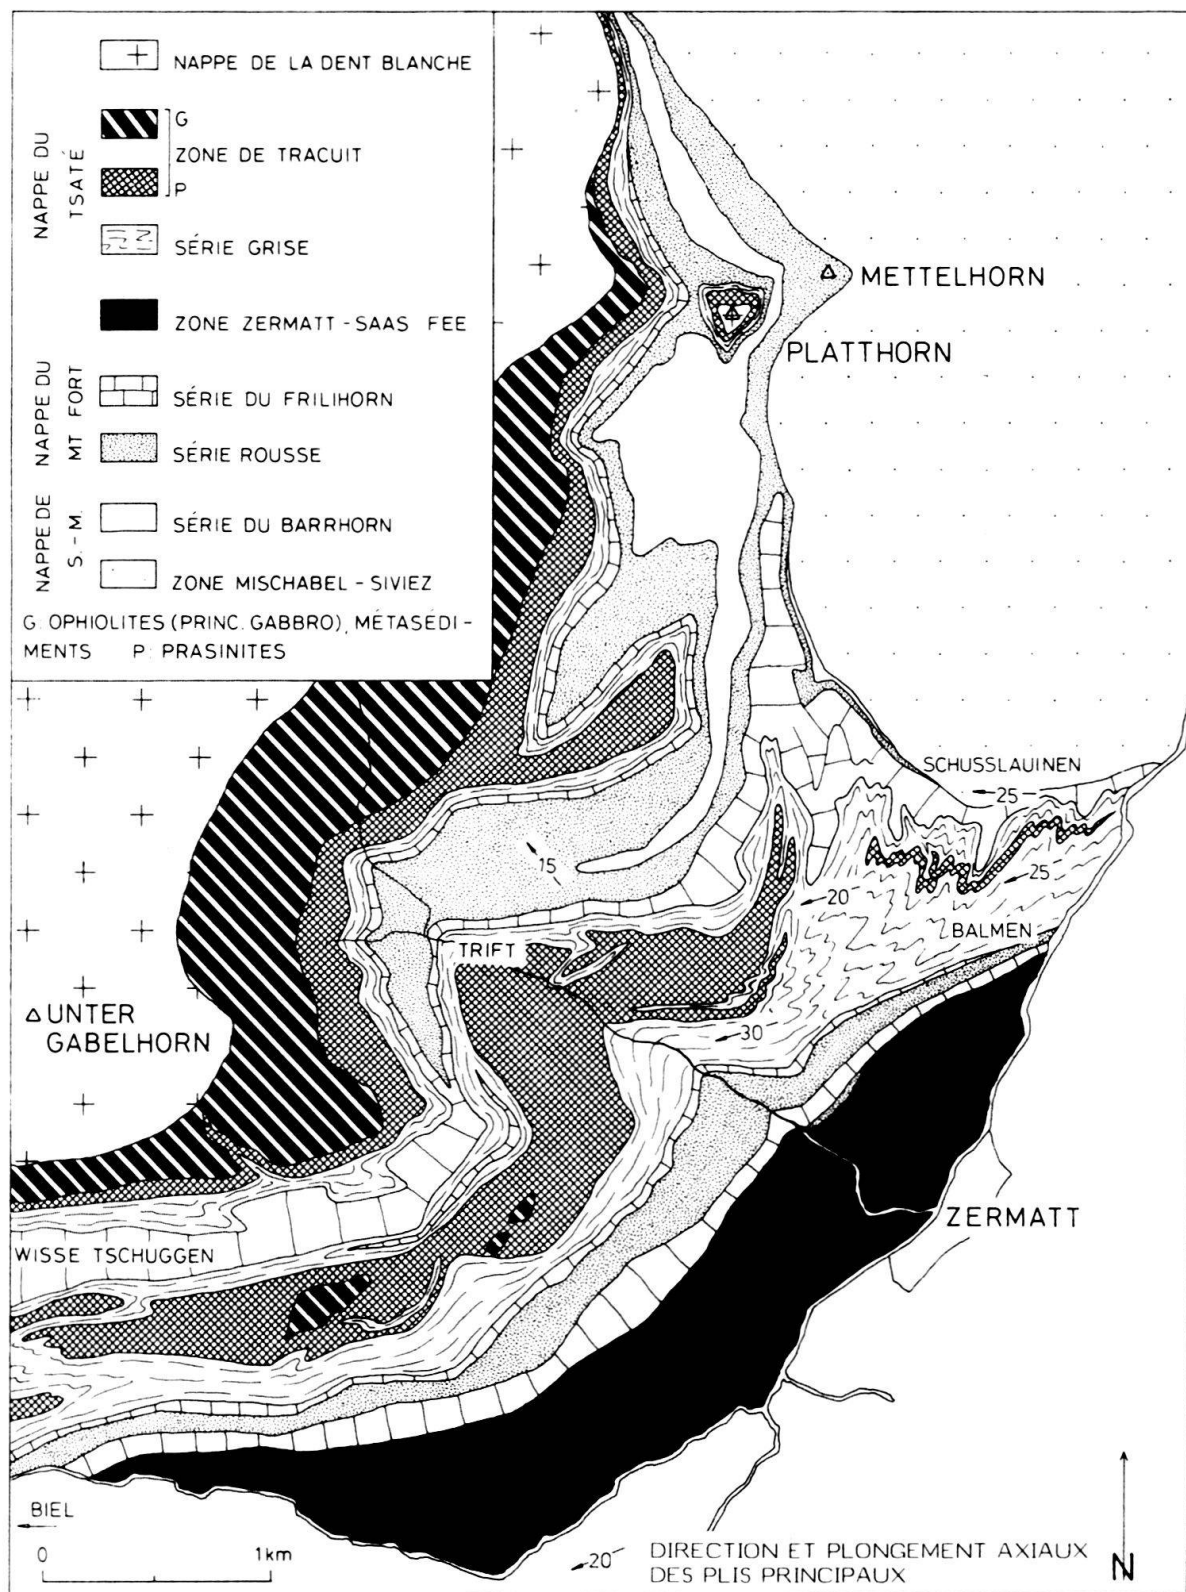 NAPPE DE LA DENT BLANCHE
NAPPE DU
TSATÉ
G
ZONE DE TRACUIT
P
SÉRIE GRISE
ZONE ZERMATT - SAAS FEE
NAPPE DU
MT FORT
SÉRIE DU FRILIHORN
SÉRIE ROUSSE
NAPPE DE
S.-M.
SÉRIE DU BARRHORN
ZONE MISCHABEL - SIVIEZ
G: OPHIOLITES (PRINC. GABBRO), MÉTASÉDI-
MENTS P: PRASINITES
METTELHORN
PLATTHORN
SCHUSSLAUINEN
25
15
25
20
BALMEN
TRIFT
UNTER
GABELHORN
30
ZERMATT
WISSE TSCHUGGEN
BIEL
0 1km
20
DIRECTION ET PLONGEMENT AXIAUX
DES PLIS PRINCIPAUX
N